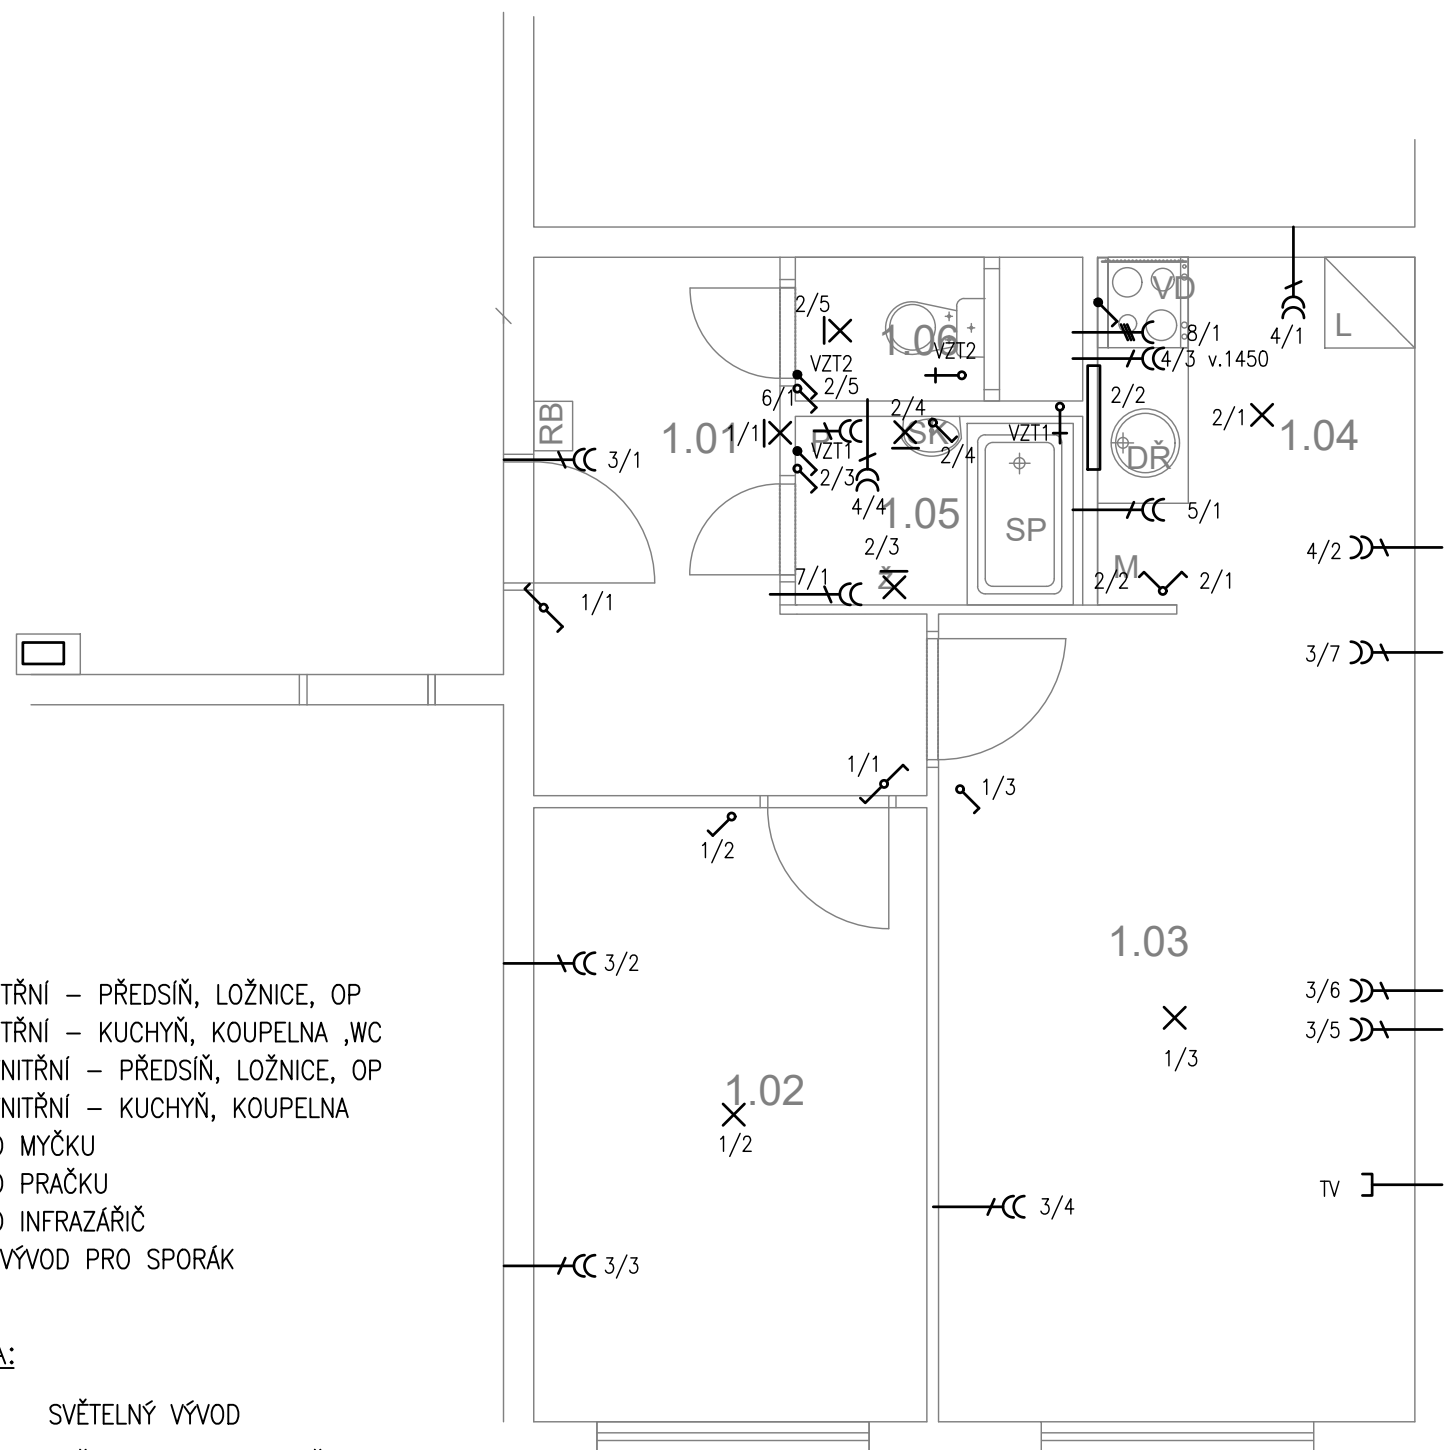 VD
L
2/5
1.06
8/1
4/1
VZT2
VZT2
4/3 v.1450
2/5
6/1
2/2
RB
2/4
2/1
1.04
1.01
1/1
SK
VZT1
VZT1
2/4
DŘ
3/1
2/3
4/4
1.05
5/1
SP
2/3
4/2
7/1
Ž
M
2/2
2/1
1/1
3/7
1/1
1/3
1/2
1.03
3/2
3/6
TŘNÍ – PŘEDSÍŇ, LOŽNICE, OP
TŘNÍ – KUCHYŇ, KOUPELNA ,WC
3/5
NITŘNÍ – PŘEDSÍŇ, LOŽNICE, OP
1/3
NITŘNÍ – KUCHYŇ, KOUPELNA
1.02
O MYČKU
1/2
O PRAČKU
TV
O INFRAZÁŘIČ
3/4
VÝVOD PRO SPORÁK
3/3
A:
SVĚTELNÝ VÝVOD